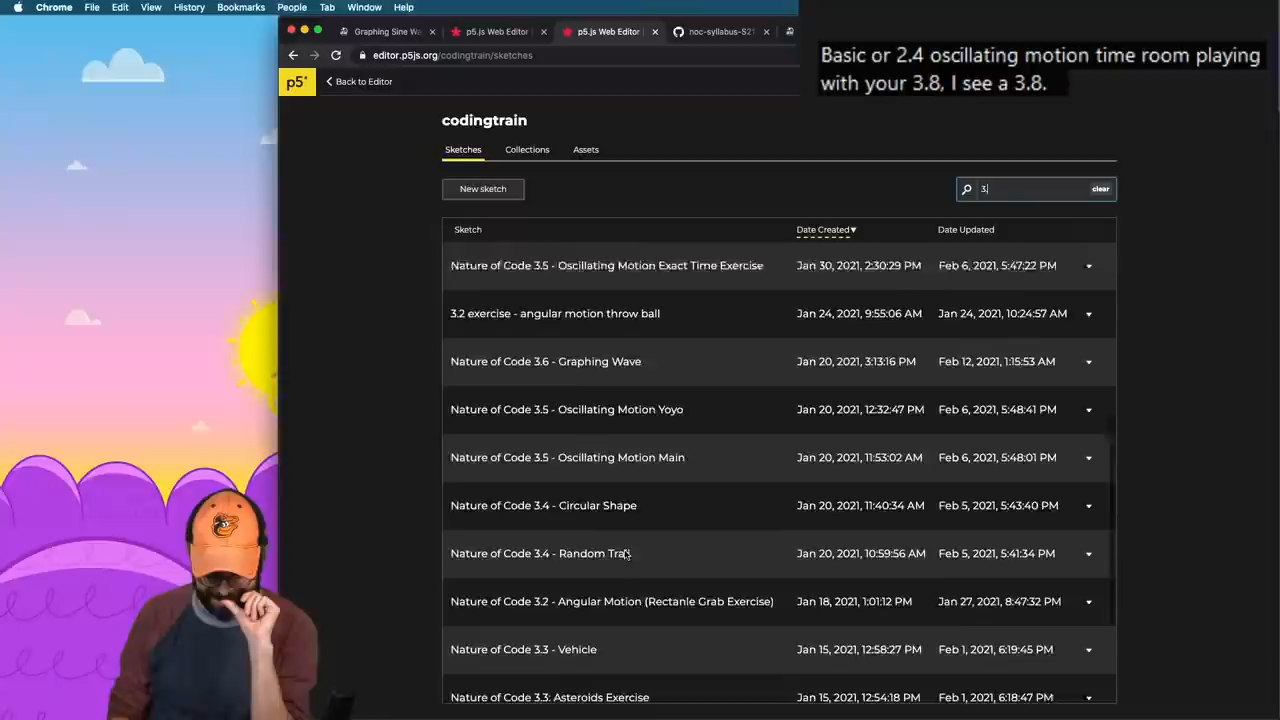 Chrome File Edit View History Bookmarks People Tab Window Help
Graphing Sine Wa
p5.js Web Editor
p5.js Web Editor
noc-syllabus-S21
editor.p5js.org/codingtrain/sketches
Basic or 2.4 oscillating motion time room playing
with your 3.8, I see a 3.8.
p5*
Back to Editor
codingtrain
Sketches Collections Assets
New sketch
3.
clear
Sketch Date Created Date Updated
Nature of Code 3.5 - Oscillating Motion Exact Time Exercise Jan 30, 2021, 2:30:29 PM Feb 6, 2021, 5:47:22 PM
3.2 exercise - angular motion throw ball Jan 24, 2021, 9:55:06 AM Jan 24, 2021, 10:24:57 AM
Nature of Code 3.6 - Graphing Wave Jan 20, 2021, 3:13:16 PM Feb 12, 2021, 1:15:53 AM
Nature of Code 3.5 - Oscillating Motion Yoyo Jan 20, 2021, 12:32:47 PM Feb 6, 2021, 5:48:41 PM
Nature of Code 3.5 - Oscillating Motion Main Jan 20, 2021, 11:53:02 AM Feb 6, 2021, 5:48:01 PM
Nature of Code 3.4 - Circular Shape Jan 20, 2021, 11:40:34 AM Feb 5, 2021, 5:43:40 PM
Nature of Code 3.4 - Random Jan 20, 2021, 10:59:56 AM Feb 5, 2021, 5:41:34 PM
Nature of Code 3.2 - Angular Motion (Rectanle Grab Exercise) Jan 18, 2021, 1:01:12 PM Jan 27, 2021, 8:47:32 PM
Nature of Code 3.3 - Vehicle Jan 15, 2021, 12:58:27 PM Feb 1, 2021, 6:19:45 PM
Nature of Code 3.3: Asteroids Exercise Jan 15, 2021, 12:54:18 PM Feb 1, 2021, 6:18:47 PM